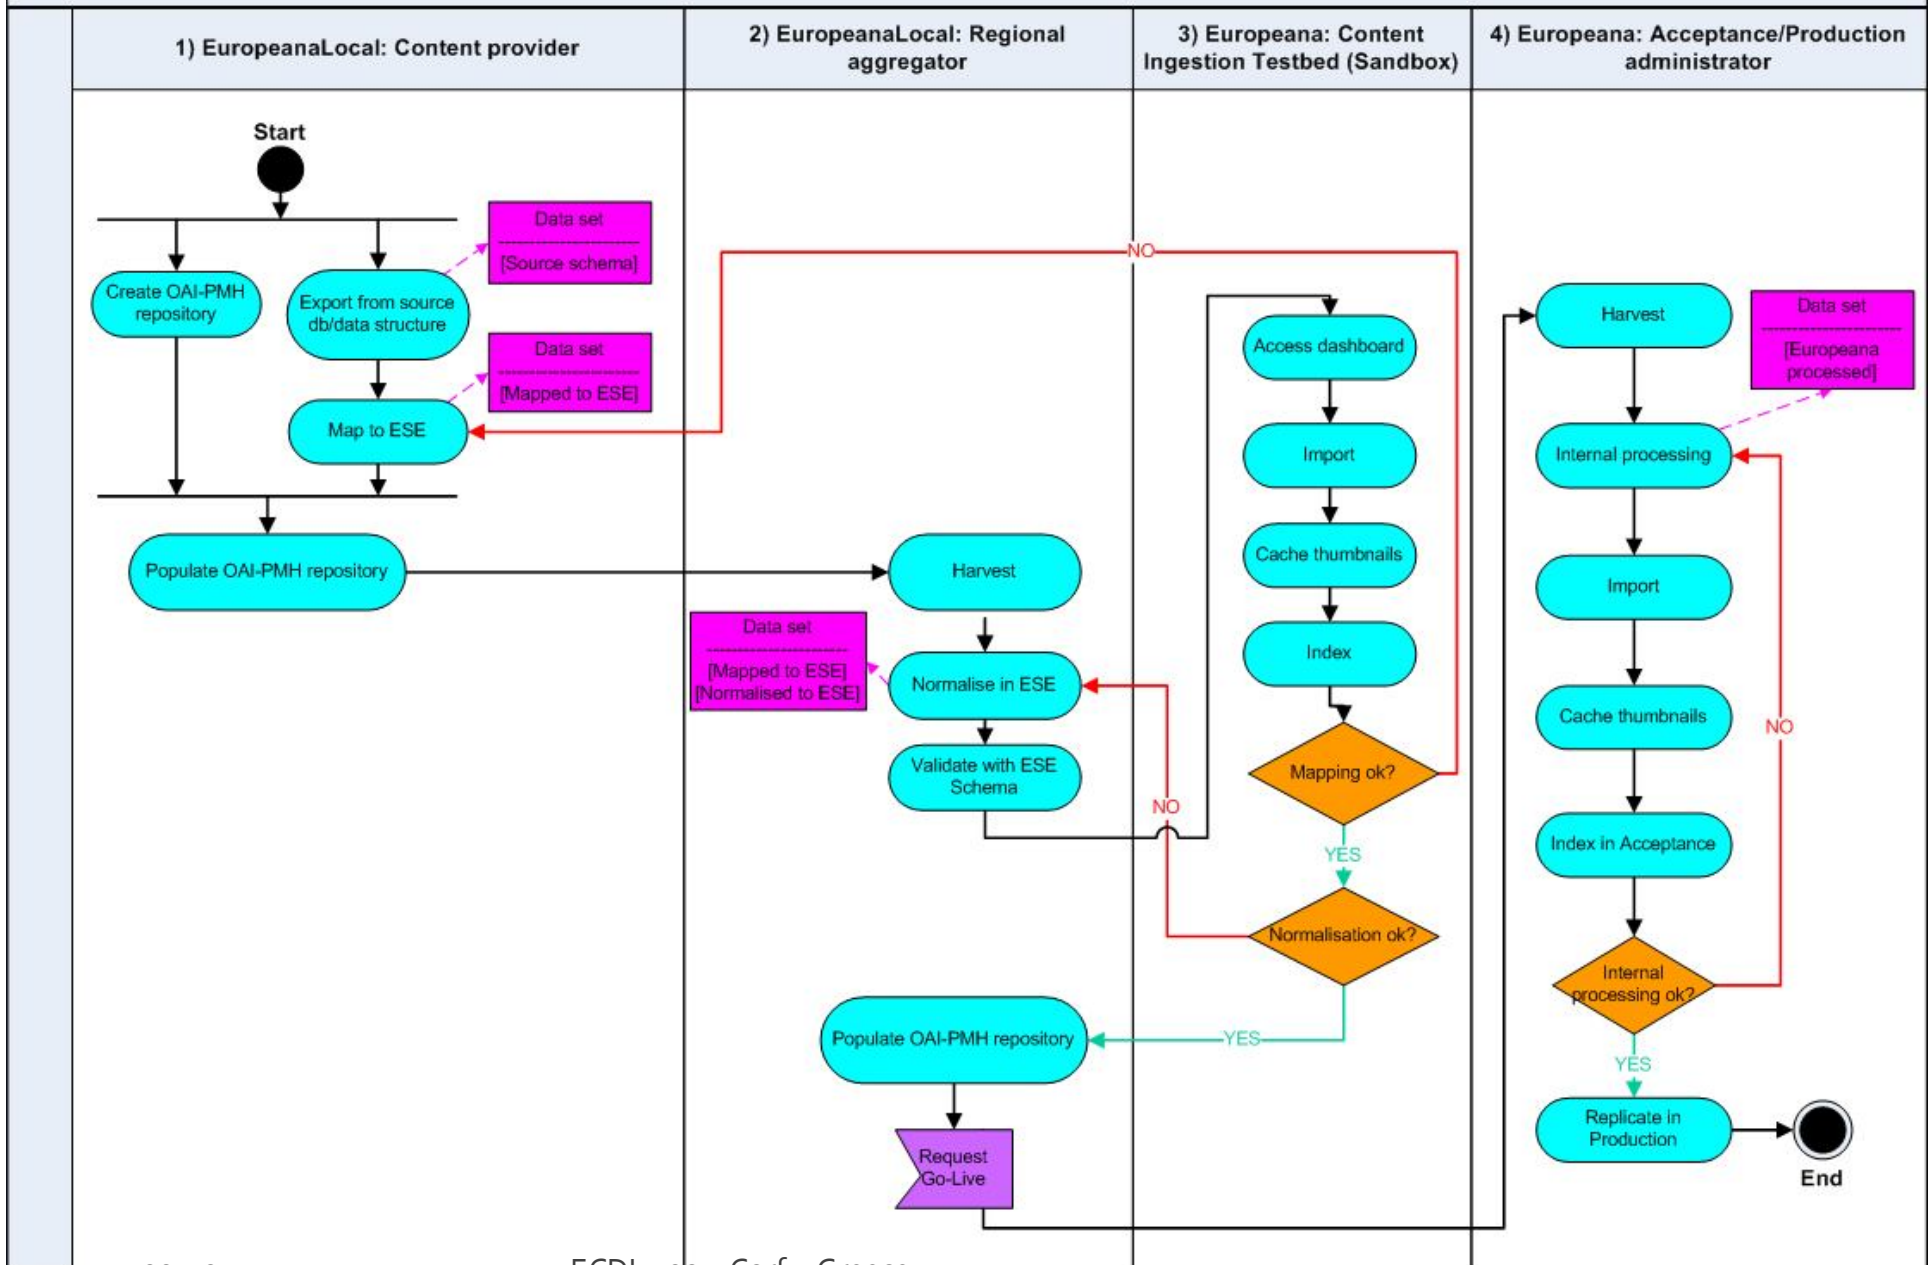 1) EuropeanaLocal: Content provider
2) EuropeanaLocal: Regional
aggregator
3) Europeana: Content
Ingestion Testbed (Sandbox)
4) Europeana: Acceptance/Production
administrator
Start
Data set
[Source schema]
Create OAI-PMH
repository
Export from source
db/data structure
Data set
[Mapped to ESE]
Map to ESE
Populate OAI-PMH repository
Harvest
Data set
[Mapped to ESE]
[Normalised to ESE]
Normalise in ESE
Validate with ESE
Schema
Populate OAI-PMH repository
Request
Go-Live
NO
Access dashboard
Import
Cache thumbnails
Index
Mapping ok?
NO
YES
Normalisation ok?
YES
Harvest
Data set
[Europeana
processed]
Internal processing
Import
Cache thumbnails
NO
Index in Acceptance
Internal
processing ok?
YES
Replicate in
Production
End